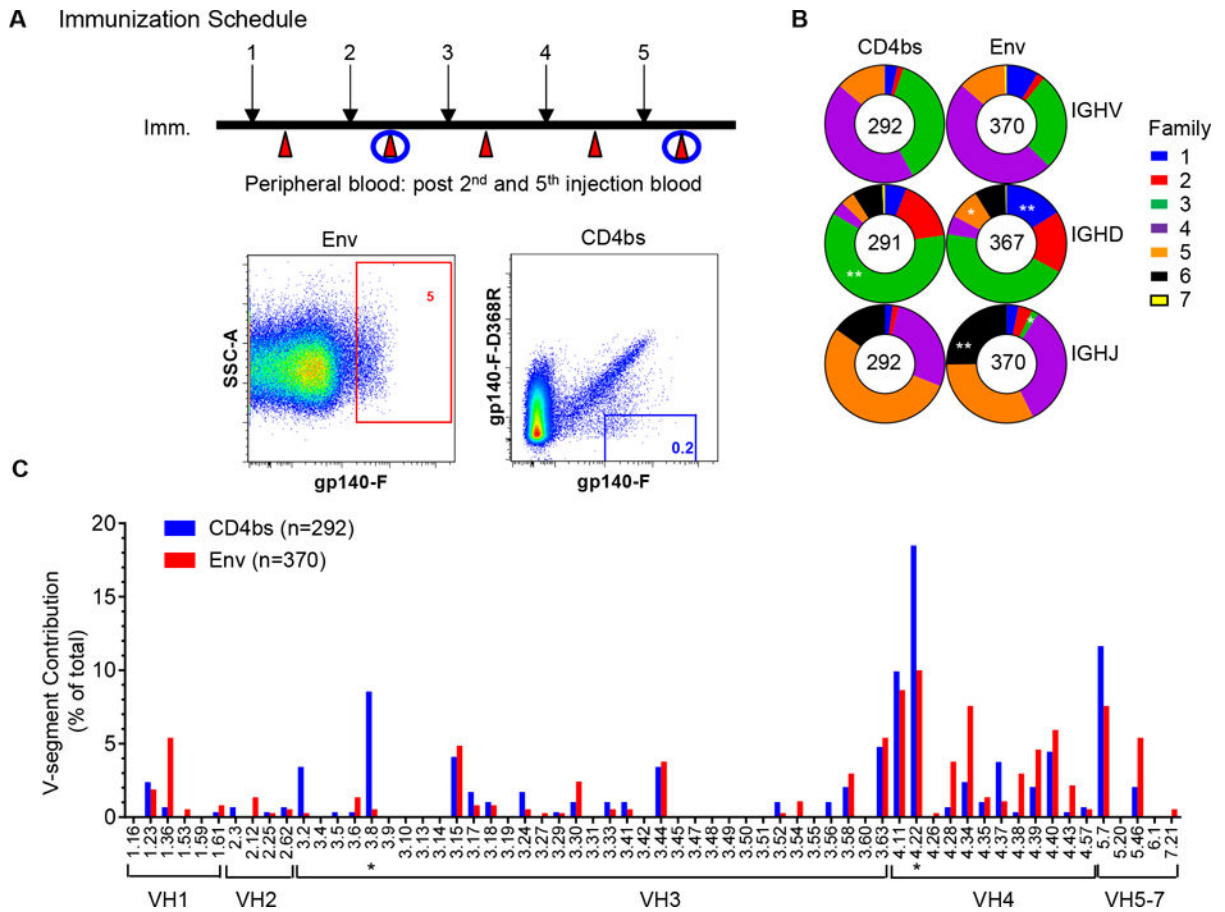 A Immunization Schedule
1 2 3 4 5
Imm.
Peripheral blood: post 2nd and 5th injection blood
Env
SSC-A
5
gp140-F
CD4bs
gp140-F-D368R
0.2
gp140-F
B
CD4bs Env
292 370 IGHV
** * **
291 367 IGHD
** *
292 370 IGHJ
Family
1
2
3
4
5
6
7
C
CD4bs (n=292)
Env (n=370)
V-segment Contribution
(% of total)
20
15
10
5
0
1.16 1.23 1.36 1.53 1.59 1.61 2.3 2.12 2.25 2.62 3.2 3.4 3.5 3.6 3.8 3.9 3.10 3.13 3.14 3.15 3.17 3.18 3.19 3.24 3.27 3.29 3.30 3.31 3.33 3.41 3.42 3.44 3.45 3.47 3.48 3.49 3.50 3.51 3.52 3.54 3.55 3.56 3.58 3.60 3.63 4.11 4.22 4.26 4.28 4.34 4.35 4.37 4.38 4.39 4.40 4.43 4.57 5.7 5.20 5.46 6.1 7.21
* *
VH1 VH2 VH3 VH4 VH5-7